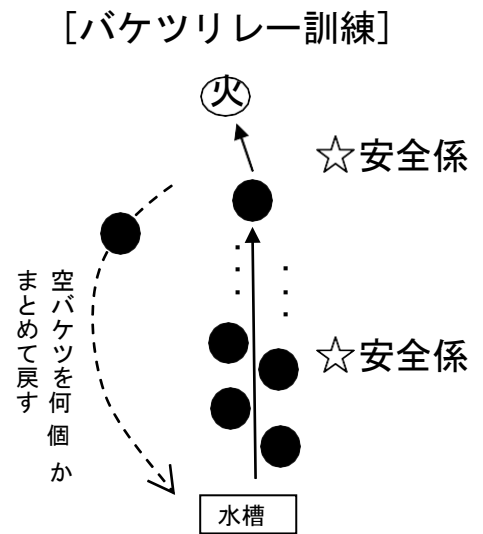 [バケツリレー訓練]
火
☆安全係
☆安全係
空バケツを何個か
まとめて戻す
水槽